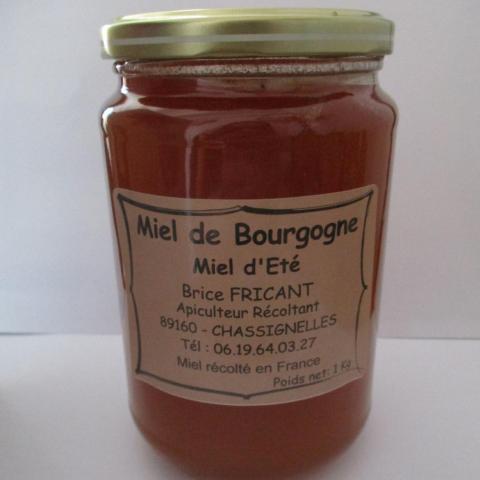 Miel de Bourgogne
Miel d'Eté
Brice FRICANT
Apiculteur Récoltant
89160 - CHASSIGNELLES
Tél : 06.19.64.03.27
Miel récolté en France
Poids net: 1 Kg